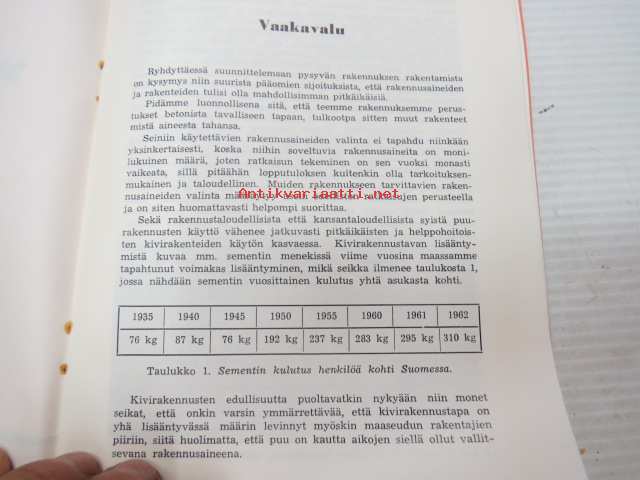 Vaakavalu
Ryhdyttäessä suunnittelemaan pysyvän rakennuksen rakentamista
on kysymys niin suurista pääomien sijoituksista, että rakennusaineiden
ja rakenteiden tulisi olla mahdollisimman pitkäikäisiä.
Pidämme luonnollisena sitä, että teemme rakennuksemme perus-
tukset betonista tavalliseen tapaan, tulkootpa sitten muut rakenteet
mistä aineesta tahansa.
Seiniin käytettävien rakennusaineiden valinta ei tapahdu niinkään
yksinkertaisesti, koska niihin soveltuvia rakennusaineita on moni-
lukuinen määrä, joten ratkaisun tekeminen on sen vuoksi monasti
vaikeata, sillä pitäähän lopputuloksen kuitenkin olla tarkoituksen-
mukainen ja taloudellinen. Muiden rakennukseen tarvittavien raken-
nusaineiden valinta määräytyy seinien ratkaisujen perusteella
Antikvariaatti.net
ja on siten huomattavasti helpompi suorittaa.
Sekä rakennustaloudellisista että kansantaloudellisista syistä puu-
rakennusten käyttö vähenee jatkuvasti pitkäikäisten ja helppohoitois-
ten kivirakenteiden käytön kasvaessa. Kivirakennustavan lisäänty-
mistä kuvaa mm. sementin menekissä viime vuosina maassamme
tapahtunut voimakas lisääntyminen, mikä seikka ilmenee taulukosta 1,
jossa nähdään sementin vuosittainen kulutus yhtä asukasta kohti.
1935 1940 1945 1950 1955 1960 1961 1962
76 kg 87 kg 76 kg 192 kg 237 kg 283 kg 295 kg 310 kg
Taulukko 1. Sementin kulutus henkilöä kohti Suomessa.
Kivirakennusten edullisuutta puoltavatkin nykyään niin monet
seikat, että onkin varsin ymmärrettävää, että kivirakennustapa on
yhä lisääntyvässä määrin levinnyt myöskin maaseudun rakentajien
piiriin, siitä huolimatta, että puu on kautta aikojen siellä ollut vallit-
sevana rakennusaineena.